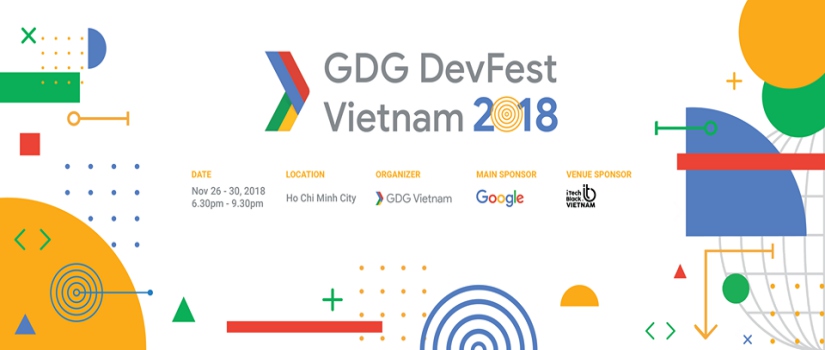 GDG DevFest
Vietnam 2018
DATE
Nov 26 - 30, 2018
6.30pm - 9.30pm
LOCATION
Ho Chi Minh City
ORGANIZER
GDG Vietnam
MAIN SPONSOR
Google
VENUE SPONSOR
iTech
Block
VIETNAM